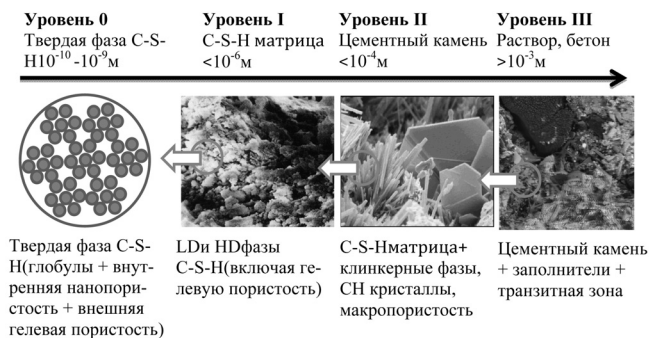 Уровень 0
Твердая фаза C-S-
H10-10 -10-9м
Уровень I
C-S-H матрица
<10-6м
Уровень II
Цементный камень
<10-4м
Уровень III
Раствор, бетон
>10-3м
Твердая фаза C-S-
H(глобулы + внут-
ренняя нанопори-
стость + внешняя
гелевая пористость)
LDи HDфазы
C-S-H(включая ге-
левую пористость)
C-S-Hматрица+
клинкерные фазы,
CH кристаллы,
макропористость
Цементный камень
+ заполнители +
транзитная зона